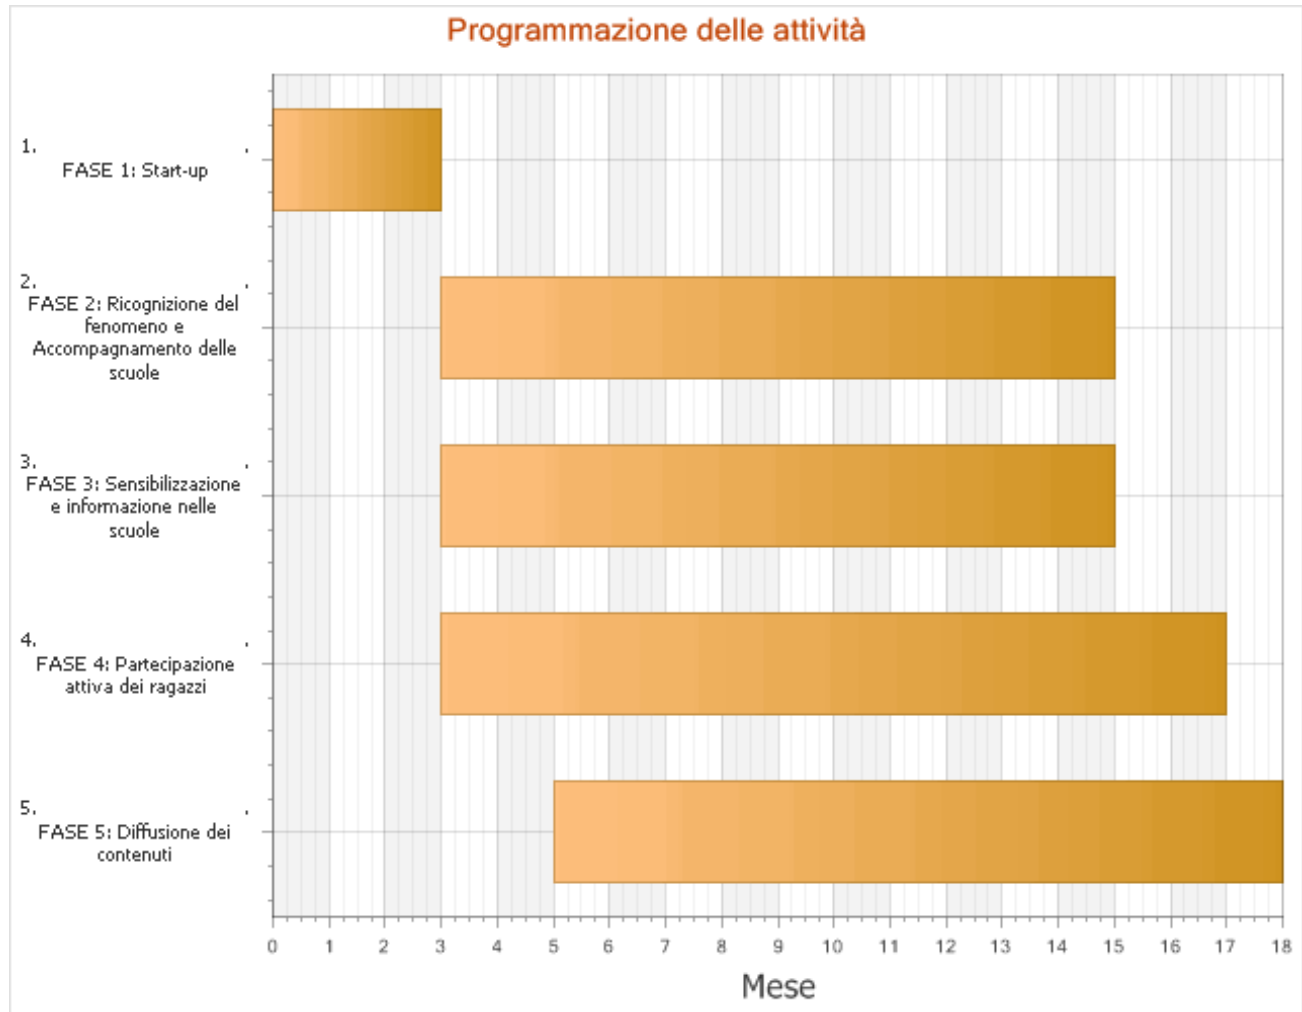 Programmazione delle attività
1. .
FASE 1: Start-up
2. .
FASE 2: Ricognizione del
fenomeno e
Accompagnamento delle
scuole
3. .
FASE 3: Sensibilizzazione
e informazione nelle
scuole
4. .
FASE 4: Partecipazione
attiva dei ragazzi
5. .
FASE 5: Diffusione dei
contenuti
0 1 2 3 4 5 6 7 8 9 10 11 12 13 14 15 16 17 18
Mese